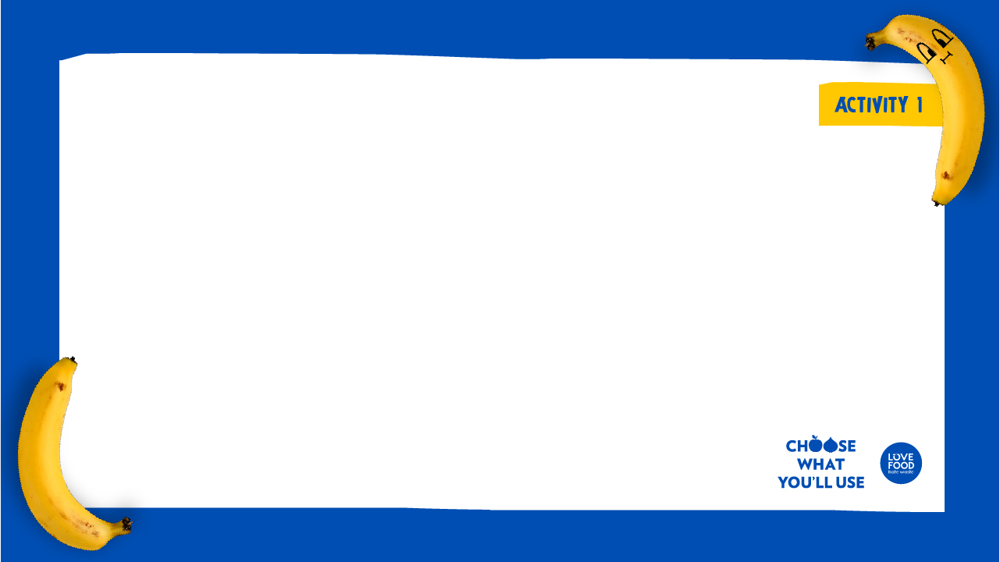 ACTIVITY 1
CHOOSE
WHAT
YOU'LL USE
LOVE
FOOD
hate waste